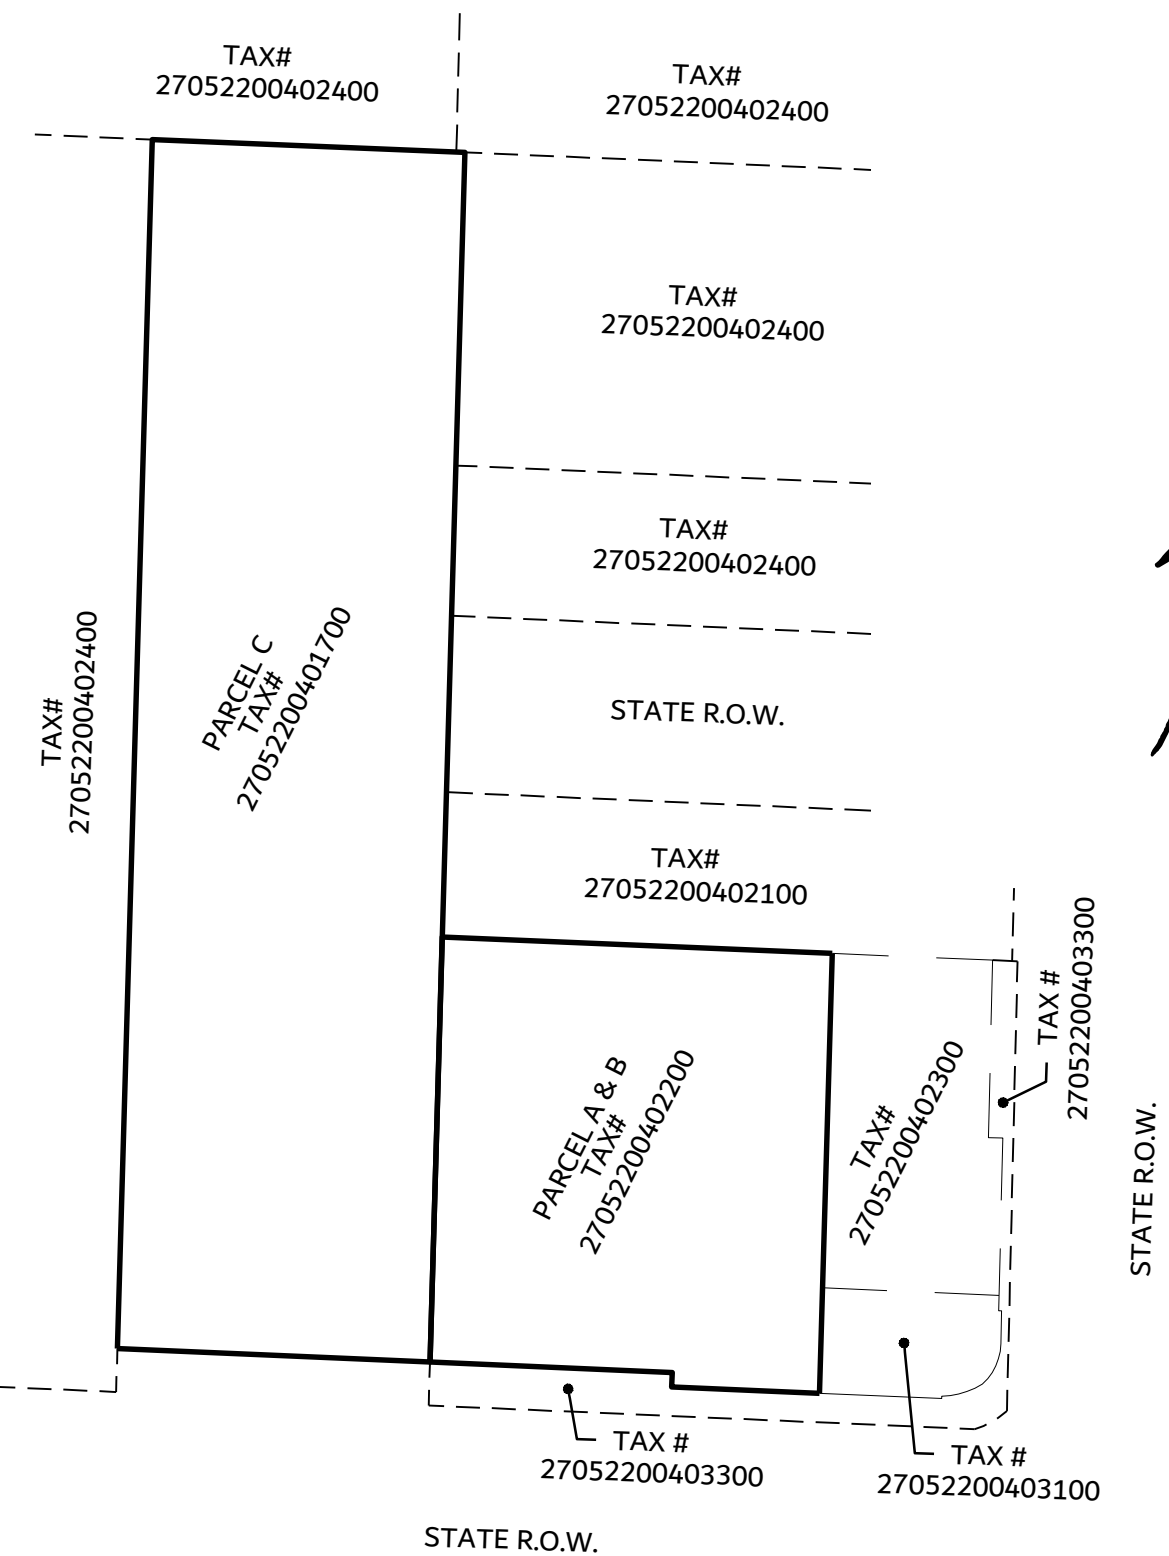 TAX#
27052200402400
TAX#
27052200402400
TAX#
27052200402400
TAX#
27052200402400
TAX#
27052200402400
PARCEL C
TAX#
27052200401700
STATE R.O.W.
TAX#
27052200402100
TAX #
27052200403300
PARCEL A & B
TAX#
27052200402200
TAX#
27052200402300
STATE R.O.W.
TAX #
27052200403300
TAX #
27052200403100
STATE R.O.W.